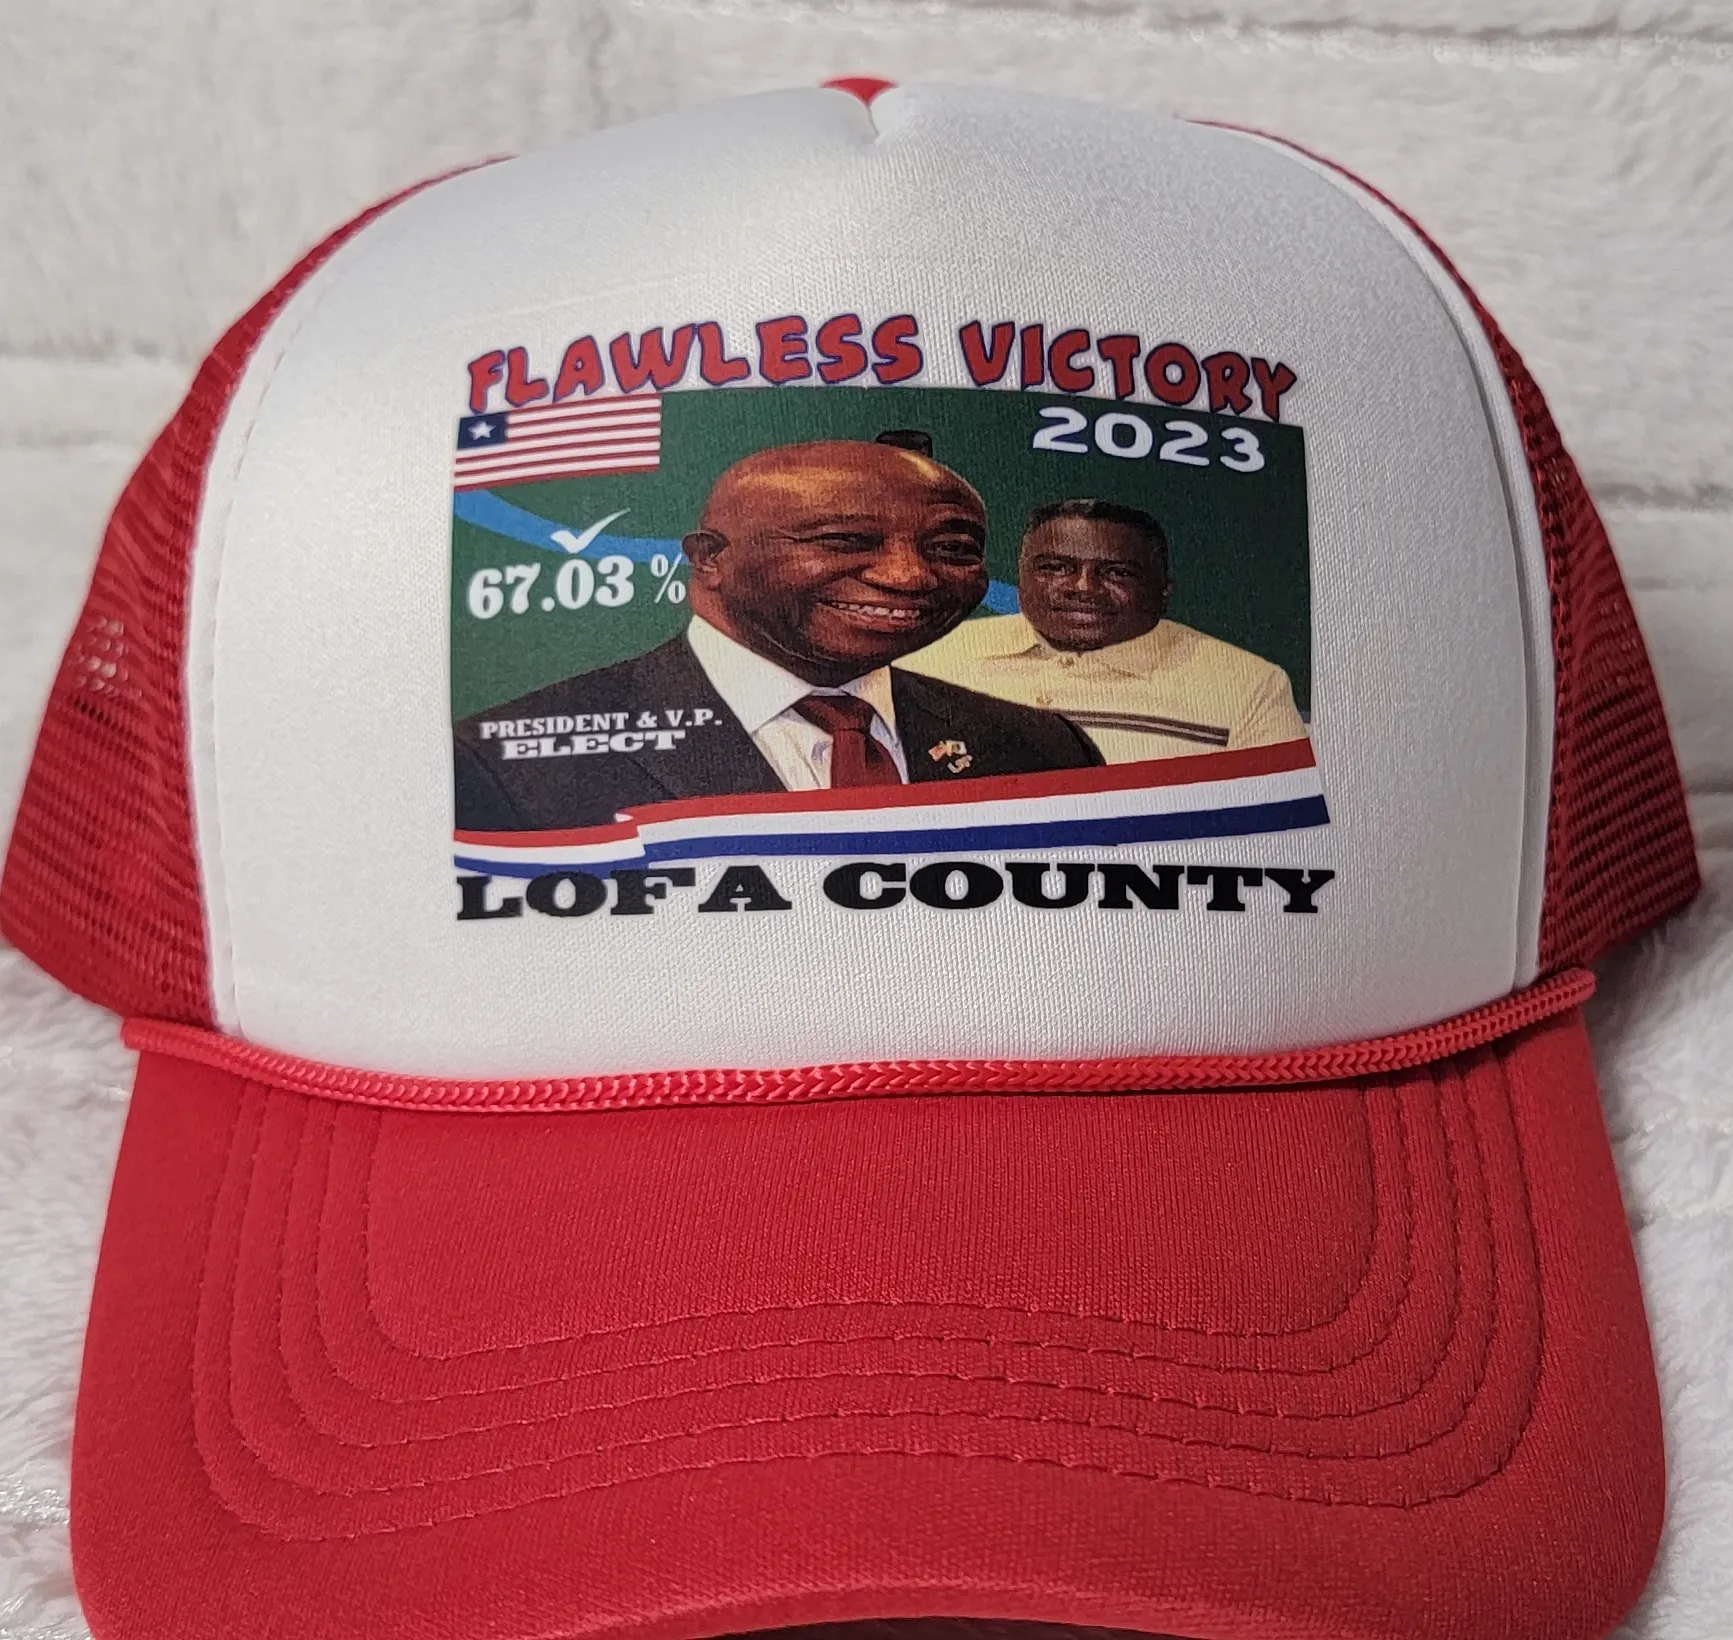 FLAWLESS VICTORY
2023
67.03%
PRESIDENT & V.P.
ELECT
LOFA COUNTY